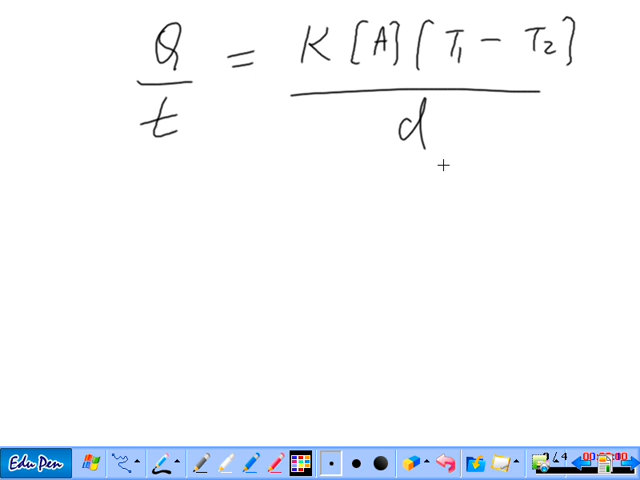 Q/t = K [A] (T₁ - T₂)/d
Edu Pen